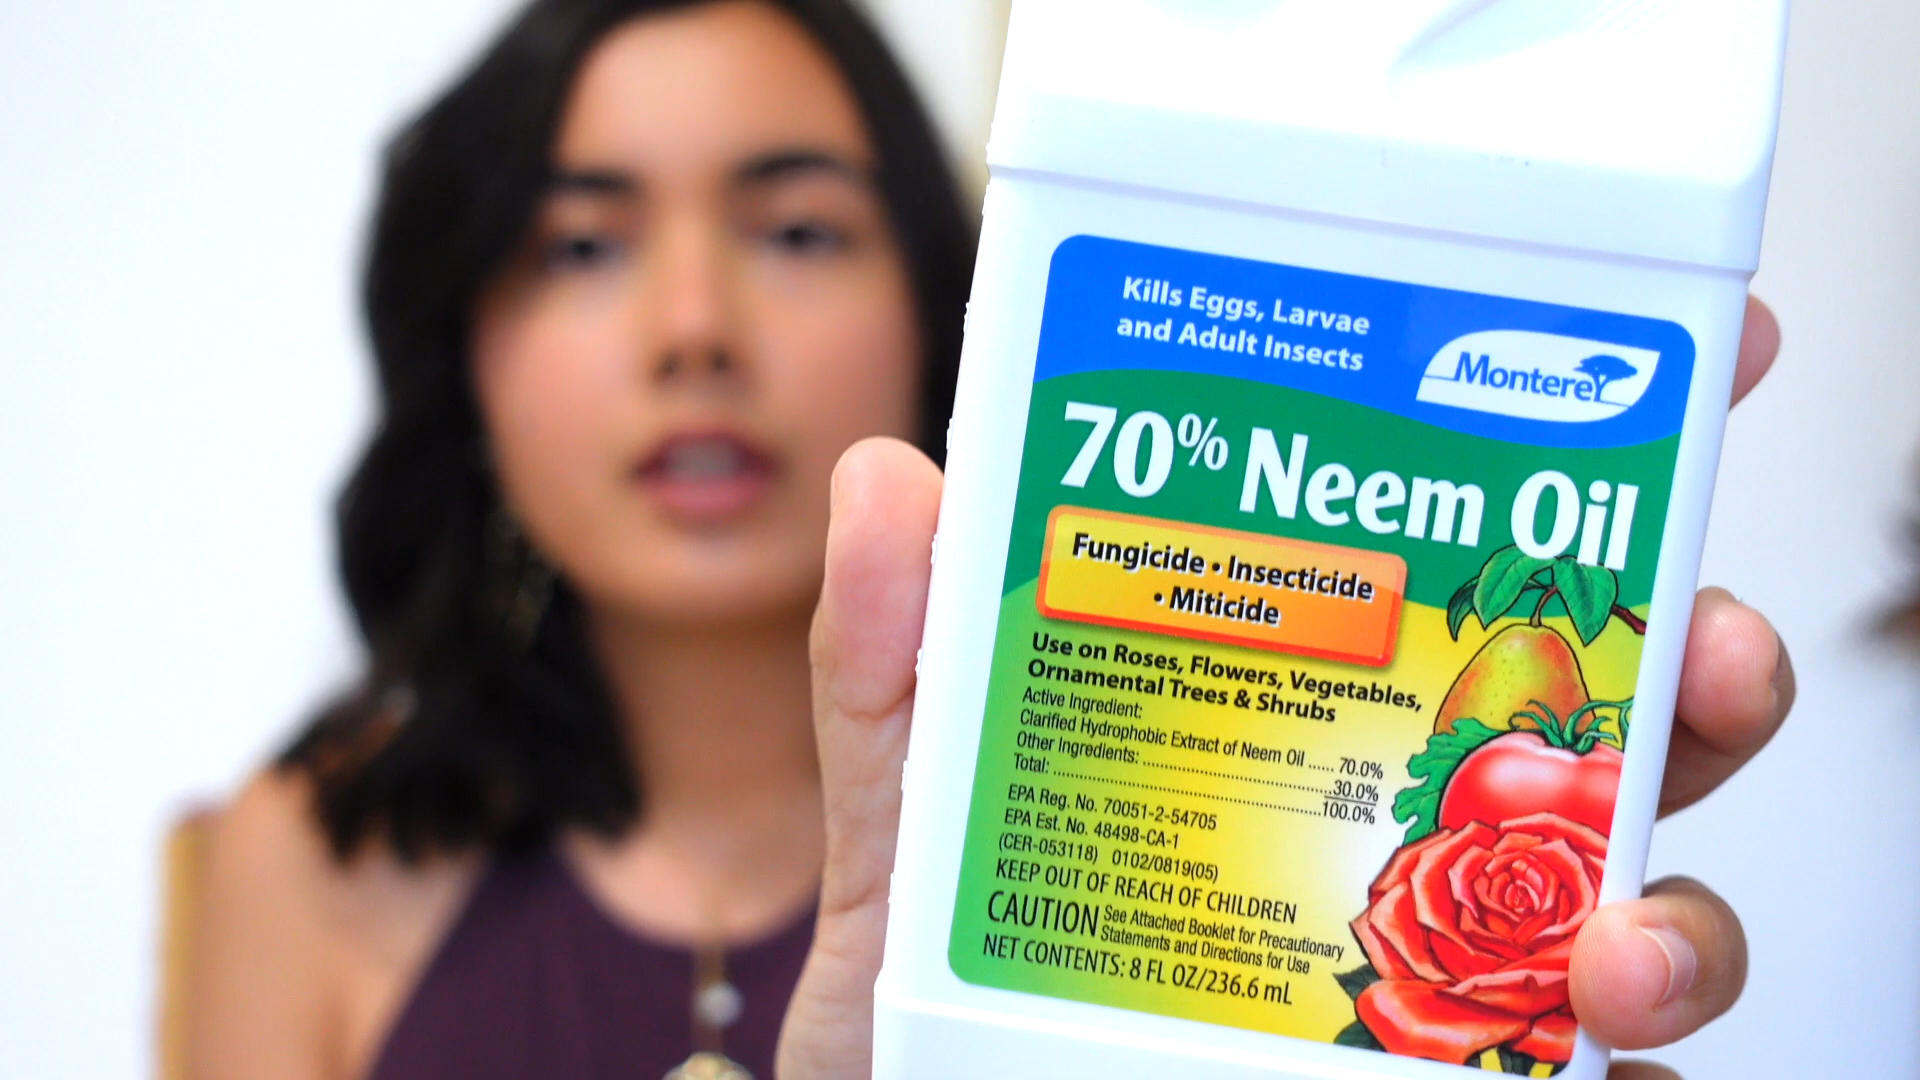 Kills Eggs, Larvae
and Adult Insects
Monterey
70% Neem Oil
Fungicide • Insecticide
• Miticide
Use on Roses, Flowers, Vegetables,
Ornamental Trees & Shrubs
Active Ingredient:
Clarified Hydrophobic Extract of Neem Oil ...... 70.0%
Other Ingredients: ................................................ 30.0%
Total: ..................................................................... 100.0%
EPA Reg. No. 70051-2-54705
EPA Est. No. 48498-CA-1
(CER-053118) 0102/0819(05)
KEEP OUT OF REACH OF CHILDREN
CAUTION See Attached Booklet for Precautionary
Statements and Directions for Use
NET CONTENTS: 8 FL OZ/236.6 mL